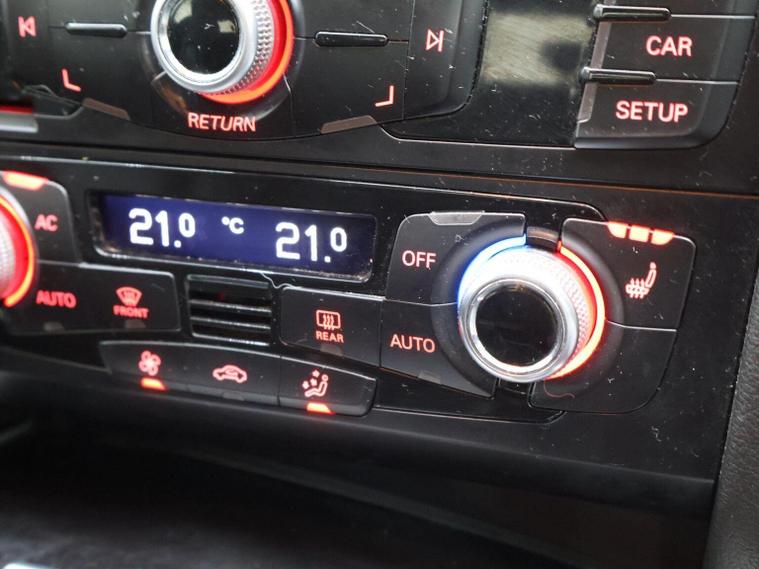 CAR
SETUP
RETURN
AC
21.0 °C 21.0
OFF
AUTO
FRONT
REAR
AUTO